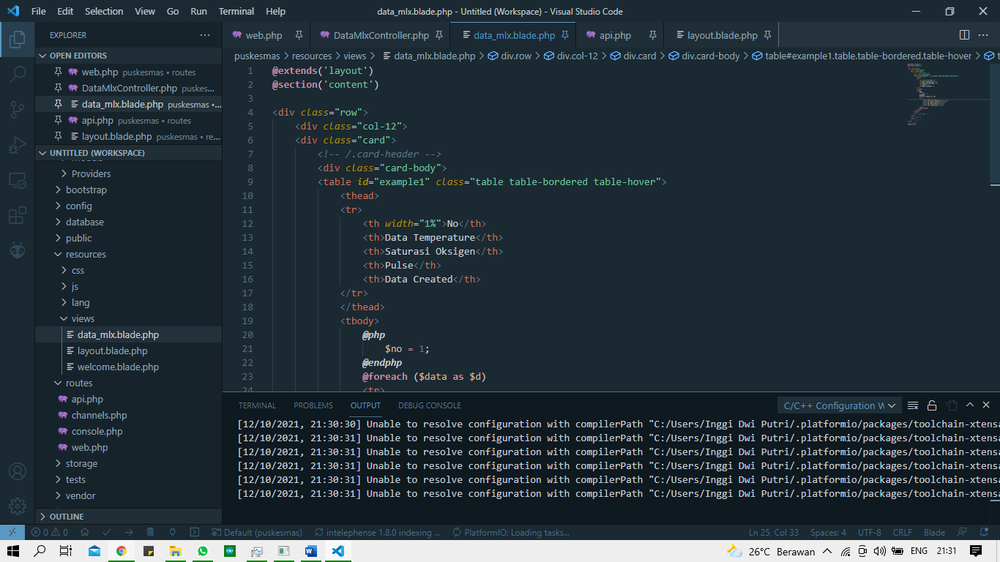 File Edit Selection View Go Run Terminal Help
data_mlx.blade.php - Untitled (Workspace) - Visual Studio Code
EXPLORER
OPEN EDITORS
web.php puskesmas • routes
DataMlxController.php puskes...
data_mlx.blade.php puskesmas •...
api.php puskesmas • routes
layout.blade.php puskesmas • re...
UNTITLED (WORKSPACE)
Providers
bootstrap
config
database
public
resources
css
js
lang
views
data_mlx.blade.php
layout.blade.php
welcome.blade.php
routes
api.php
channels.php
console.php
web.php
storage
tests
vendor
OUTLINE
web.php DataMlxController.php data_mlx.blade.php api.php layout.blade.php
puskesmas > resources > views > data_mlx.blade.php > div.row > div.col-12 > div.card > div.card-body > table#example1.table.table-bordered.table-hover >
1 @extends('layout')
2 @section('content')
3
4 <div class="row">
5 <div class="col-12">
6 <div class="card">
7 <!-- /.card-header -->
8 <div class="card-body">
9 <table id="example1" class="table table-bordered table-hover">
10 <thead>
11 <tr>
12 <th width="1%">No</th>
13 <th>Data Temperature</th>
14 <th>Saturasi Oksigen</th>
15 <th>Pulse</th>
16 <th>Data Created</th>
17 </tr>
18 </thead>
19 <tbody>
20 @php
21 $no = 1;
22 @endphp
23 @foreach ($data as $d)
24 <tr>
TERMINAL PROBLEMS OUTPUT DEBUG CONSOLE
C/C++ Configuration W
[12/10/2021, 21:30:30] Unable to resolve configuration with compilerPath "C:/Users/Inggi Dwi Putri/.platformio/packages/toolchain-xtensa
[12/10/2021, 21:30:31] Unable to resolve configuration with compilerPath "C:/Users/Inggi Dwi Putri/.platformio/packages/toolchain-xtensa
[12/10/2021, 21:30:31] Unable to resolve configuration with compilerPath "C:/Users/Inggi Dwi Putri/.platformio/packages/toolchain-xtensa
[12/10/2021, 21:30:31] Unable to resolve configuration with compilerPath "C:/Users/Inggi Dwi Putri/.platformio/packages/toolchain-xtensa
[12/10/2021, 21:30:31] Unable to resolve configuration with compilerPath "C:/Users/Inggi Dwi Putri/.platformio/packages/toolchain-xtensa
[12/10/2021, 21:30:31] Unable to resolve configuration with compilerPath "C:/Users/Inggi Dwi Putri/.platformio/packages/toolchain-xtensa
0 0 Default (puskesmas) intelephense 1.8.0 indexing ... PlatformIO: Loading tasks... Ln 25, Col 33 Spaces: 4 UTF-8 CRLF Blade
26°C Berawan ENG 21:31